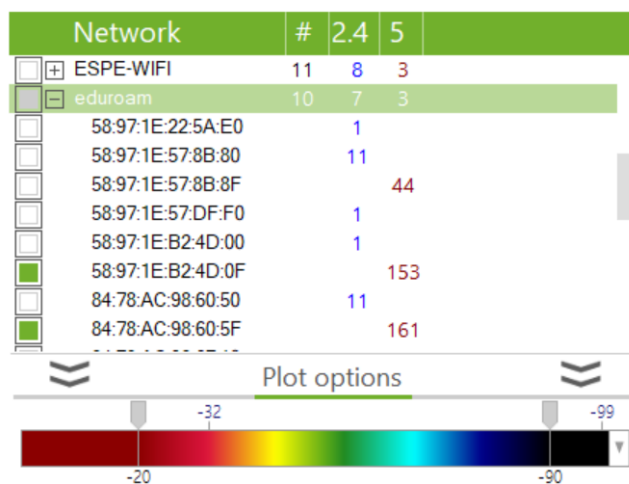 Network # 2.4 5
ESPE-WIFI 11 8 3
eduroam 10 7 3
58:97:1E:22:5A:E0 1
58:97:1E:57:8B:80 11
58:97:1E:57:8B:8F 44
58:97:1E:57:DF:F0 1
58:97:1E:B2:4D:00 1
58:97:1E:B2:4D:0F 153
84:78:AC:98:60:50 11
84:78:AC:98:60:5F 161
Plot options
-32 -99
-20 -90